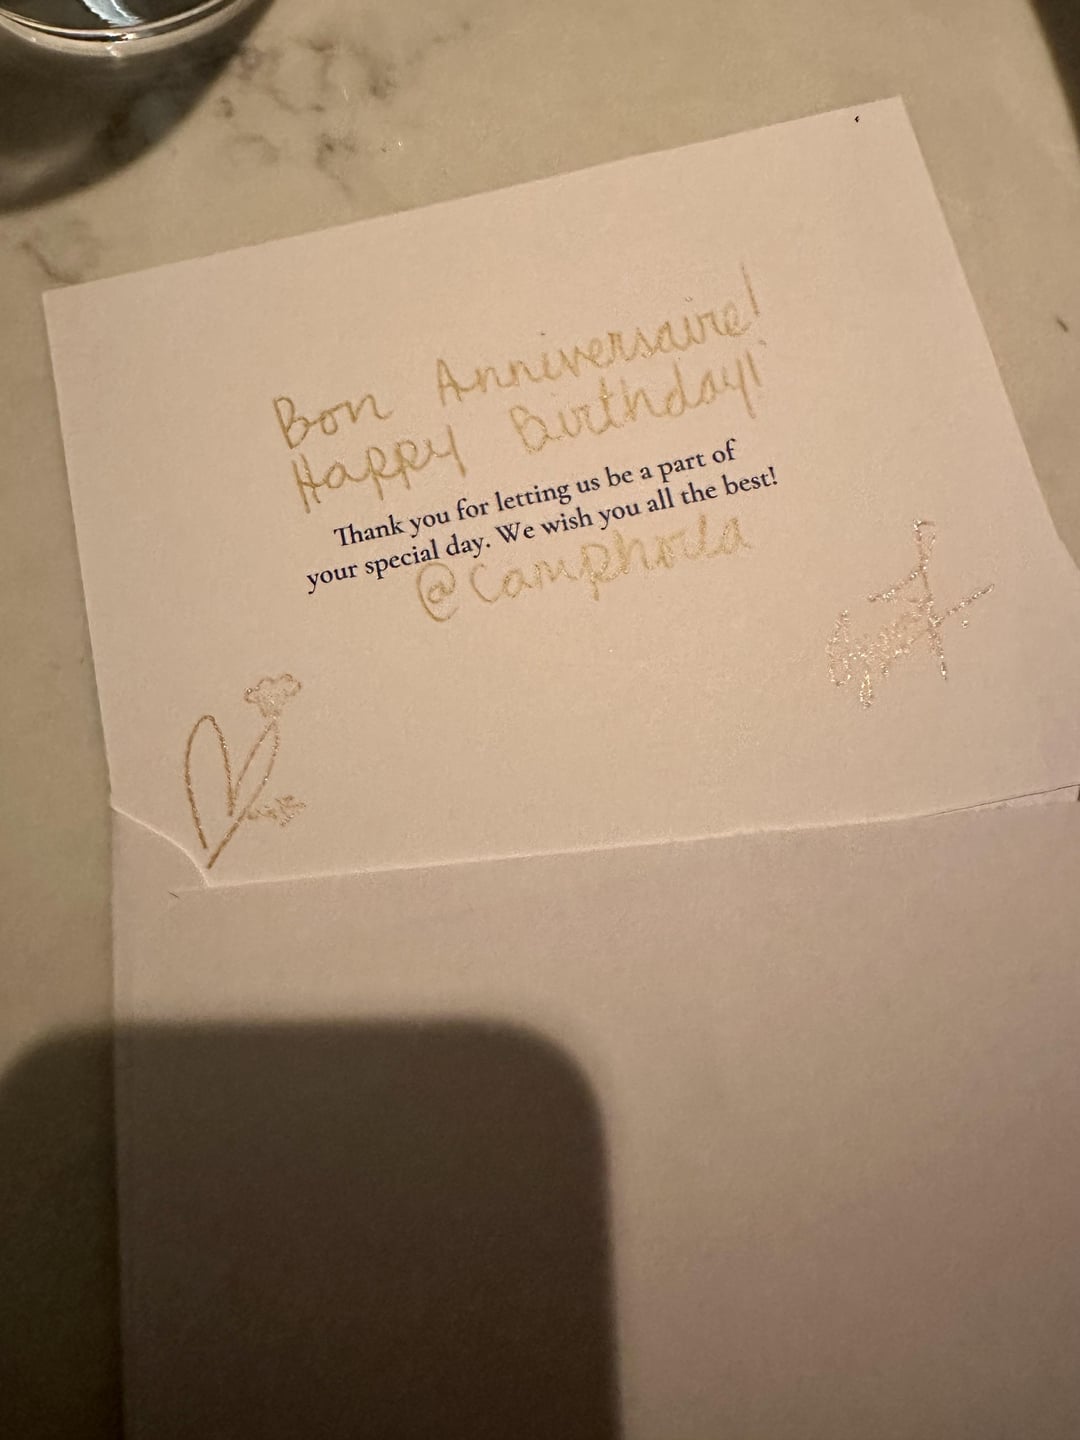 Bon Anniversaire!
Happy Birthday!
Thank you for letting us be a part of
your special day. We wish you all the best!
@Camphoda